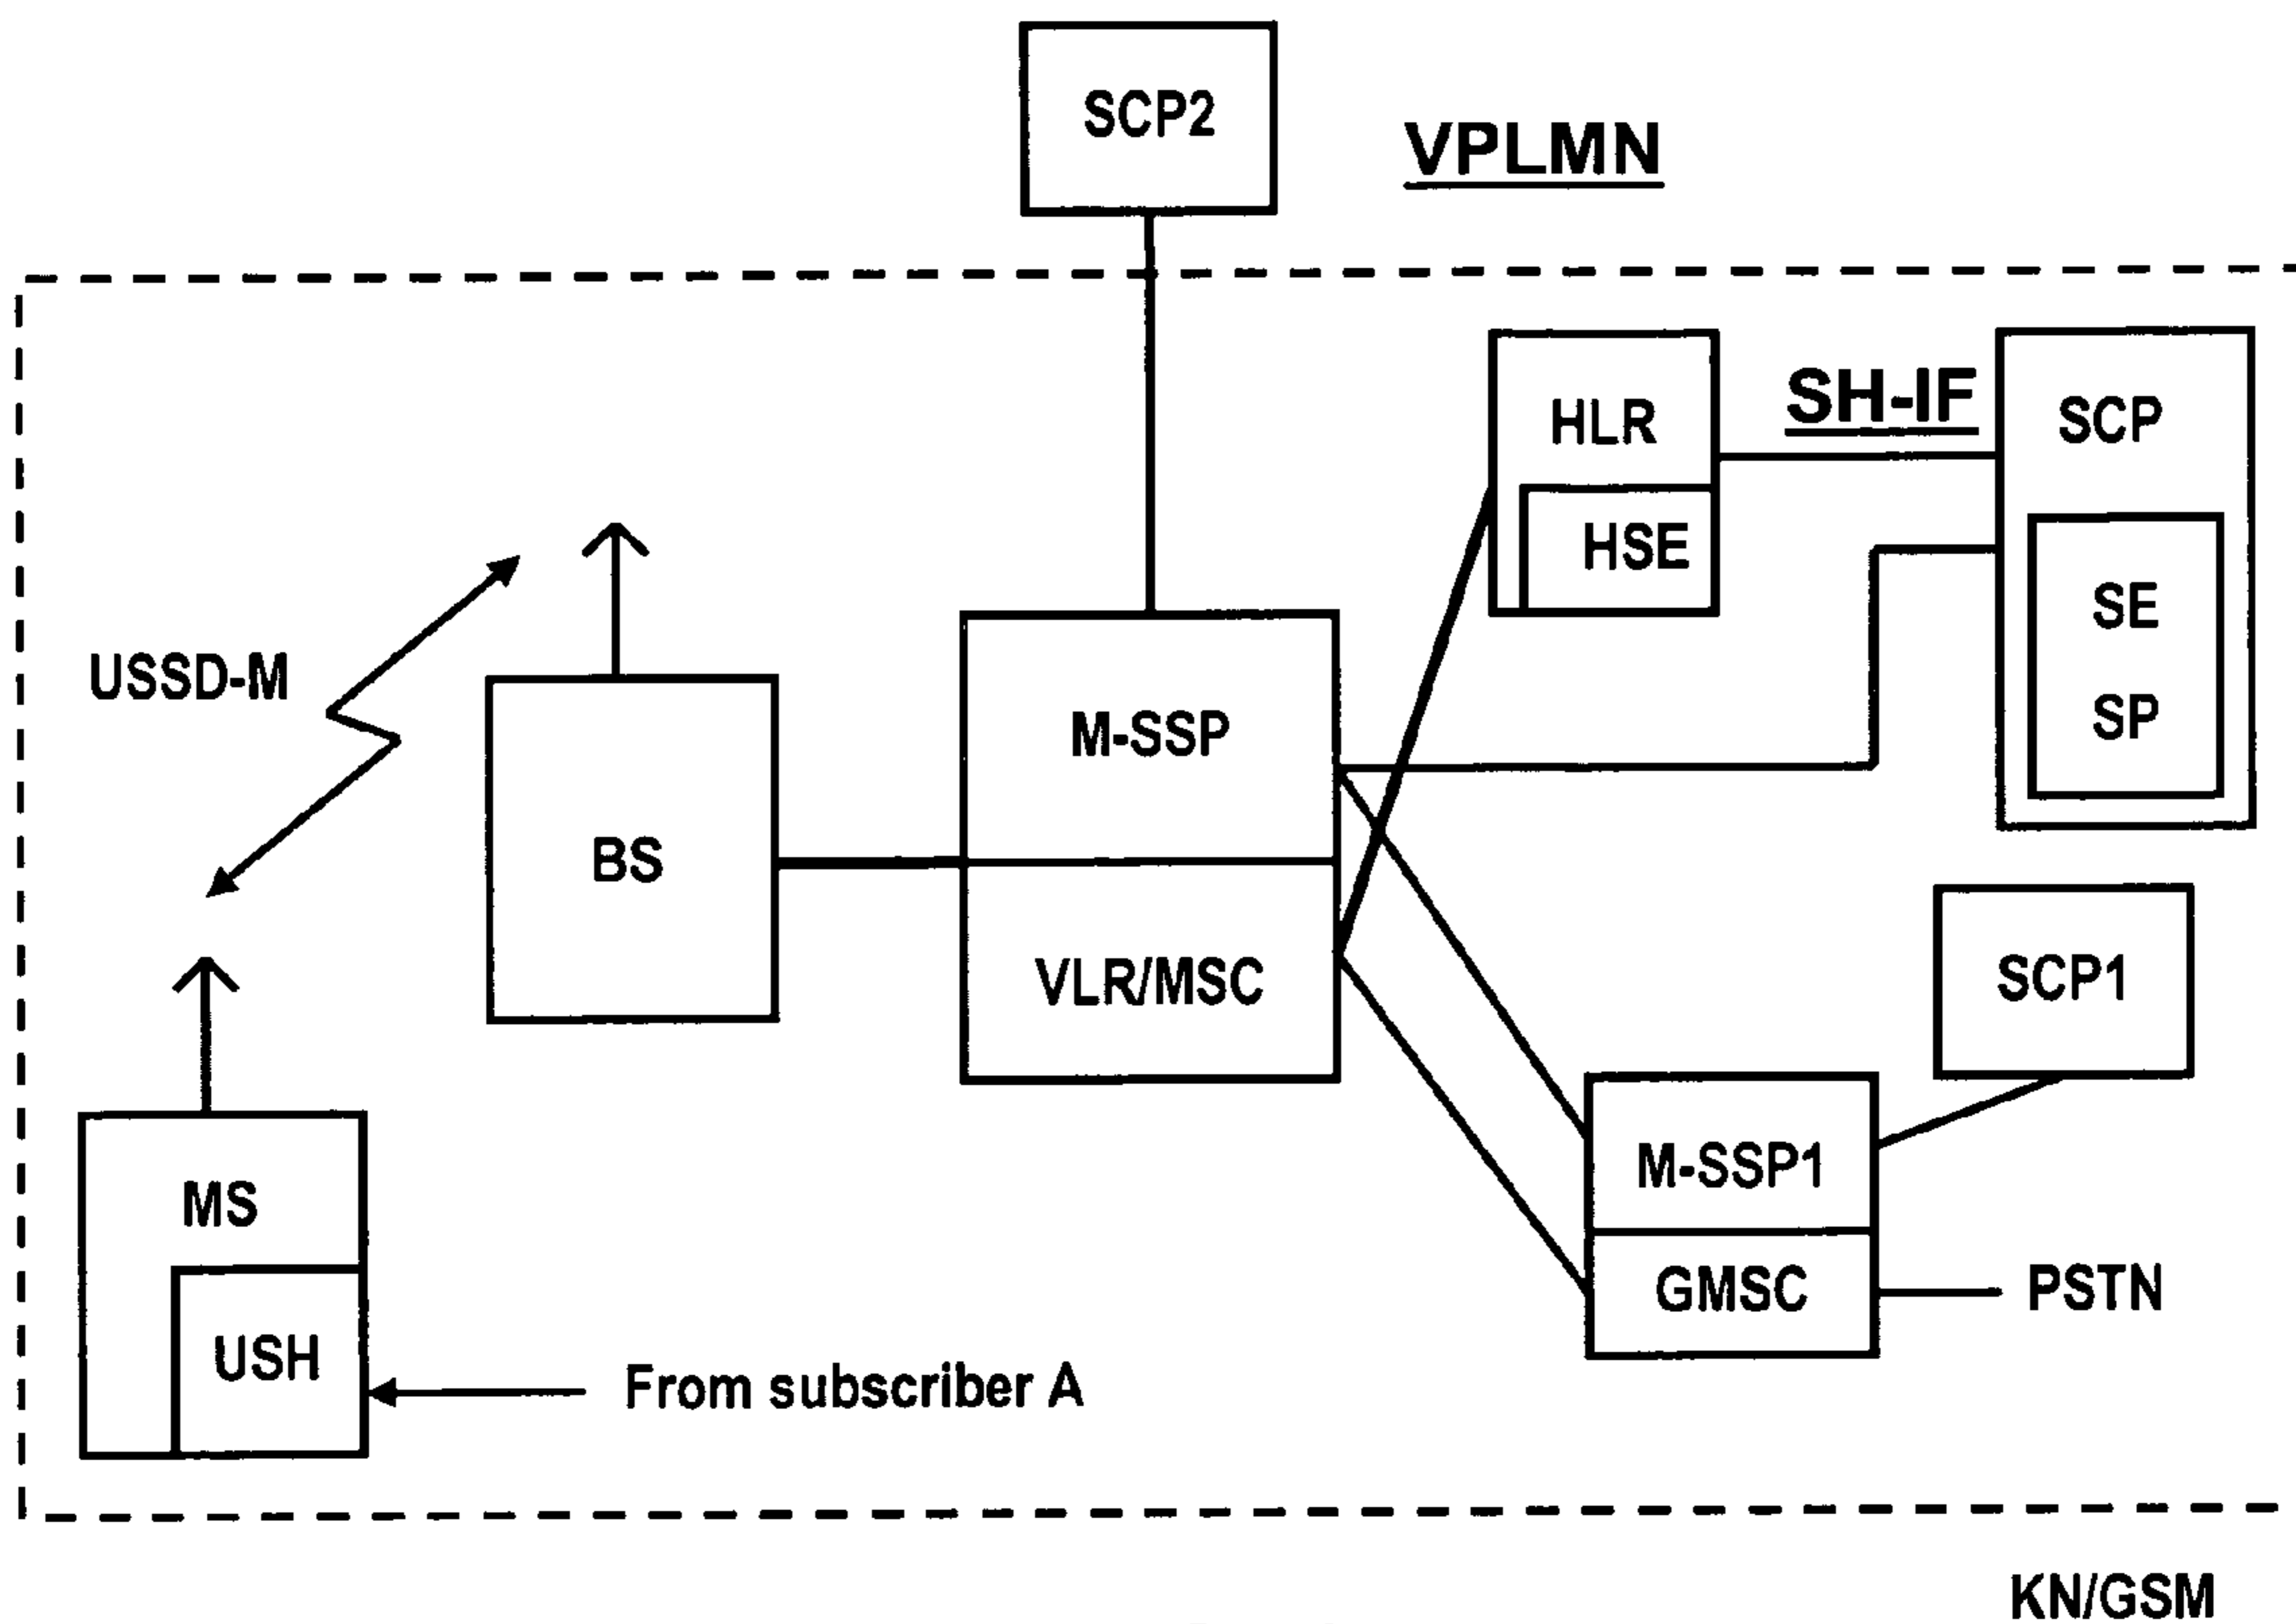 SCP2
VPLMN
HLR
SH-IF
SCP
HSE
SE
SP
USSD-M
M-SSP
BS
VLR/MSC
SCP1
M-SSP1
MS
GMSC
PSTN
USH
From subscriber A
KN/GSM